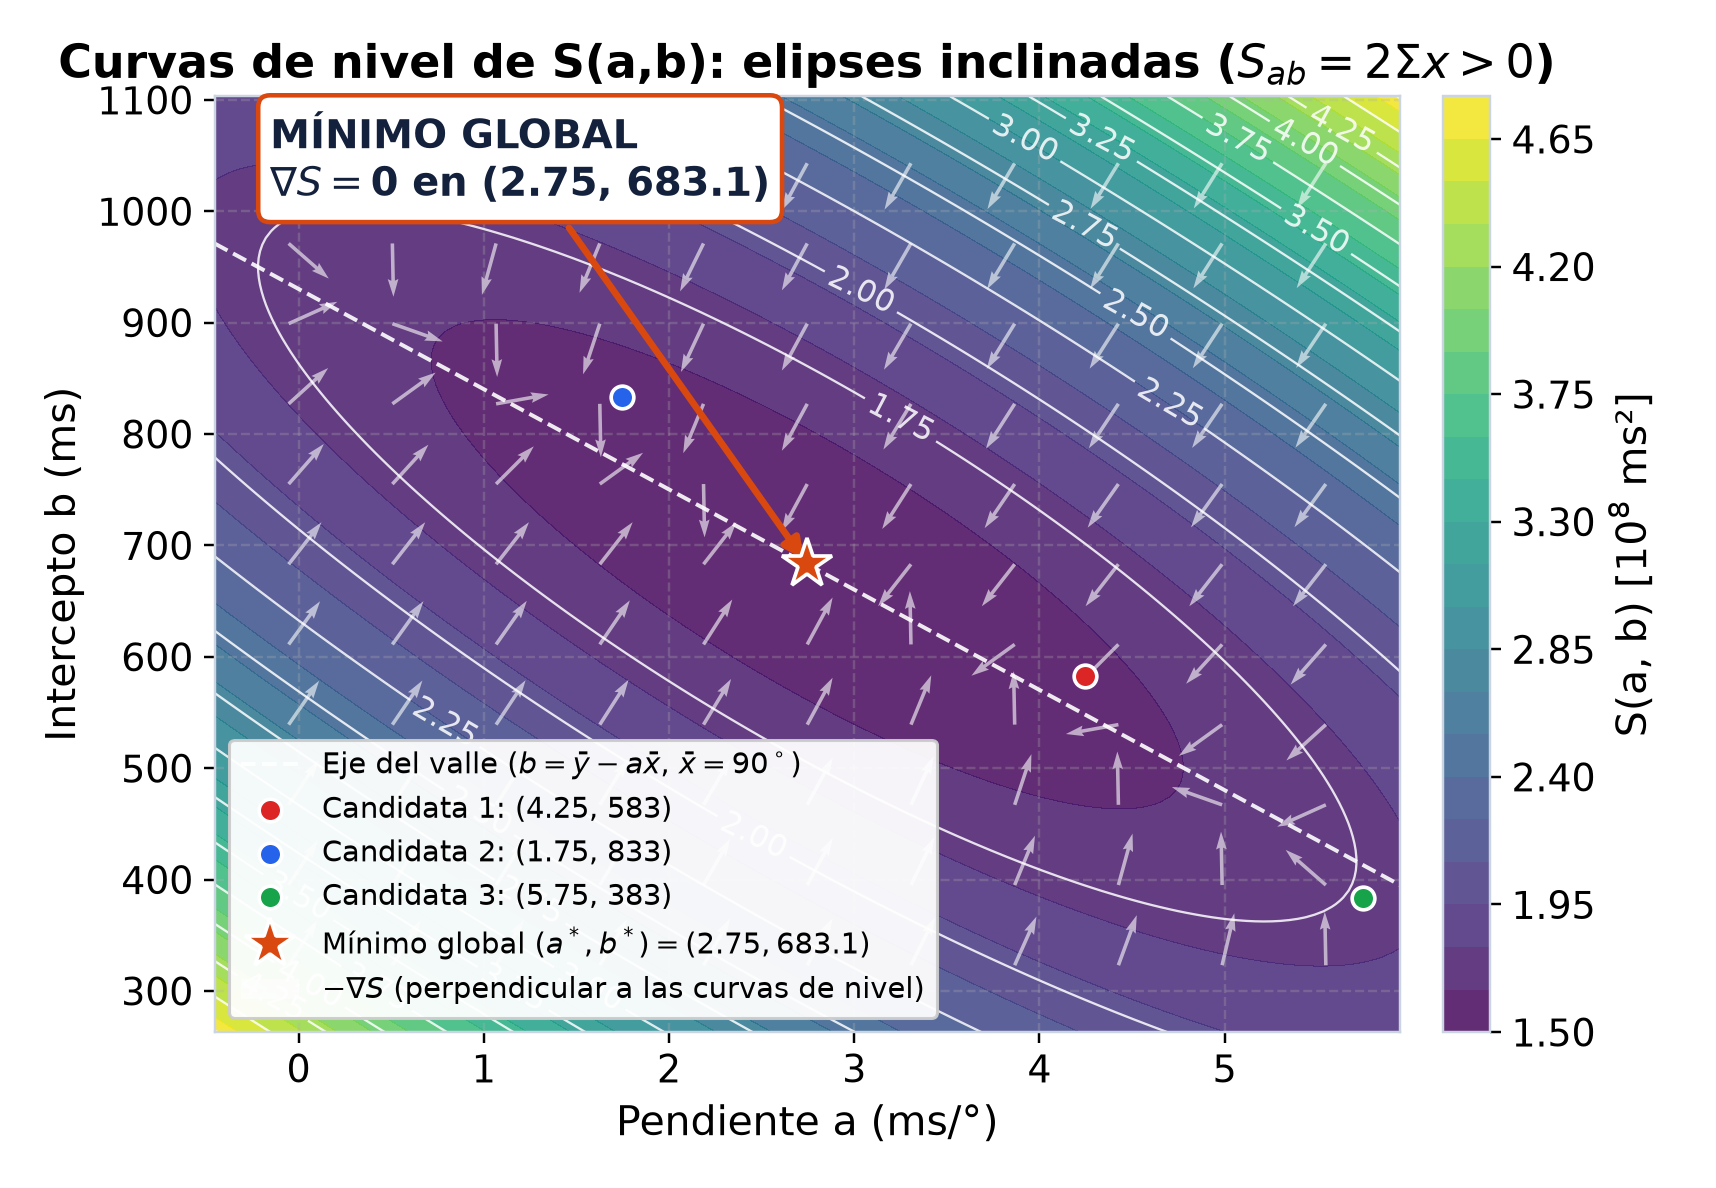 Curvas de nivel de S(a,b): elipses inclinadas ($S_{ab} = 2\Sigma x > 0$)
MÍNIMO GLOBAL
∇S = 0 en (2.75, 683.1)
1100
1000
900
800
700
600
500
400
300
Intercepto b (ms)
0 1 2 3 4 5
Pendiente a (ms/°)
3.00
3.25
3.75
4.00
4.25
3.50
2.75
2.50
2.00
2.25
1.75
2.25
2.00
Eje del valle (b = ȳ − ax̄, x̄ = 90°)
Candidata 1: (4.25, 583)
Candidata 2: (1.75, 833)
Candidata 3: (5.75, 383)
Mínimo global (a*, b*) = (2.75, 683.1)
−∇S (perpendicular a las curvas de nivel)
4.65
4.20
3.75
3.30
2.85
2.40
1.95
1.50
S(a, b) [10⁸ ms²]